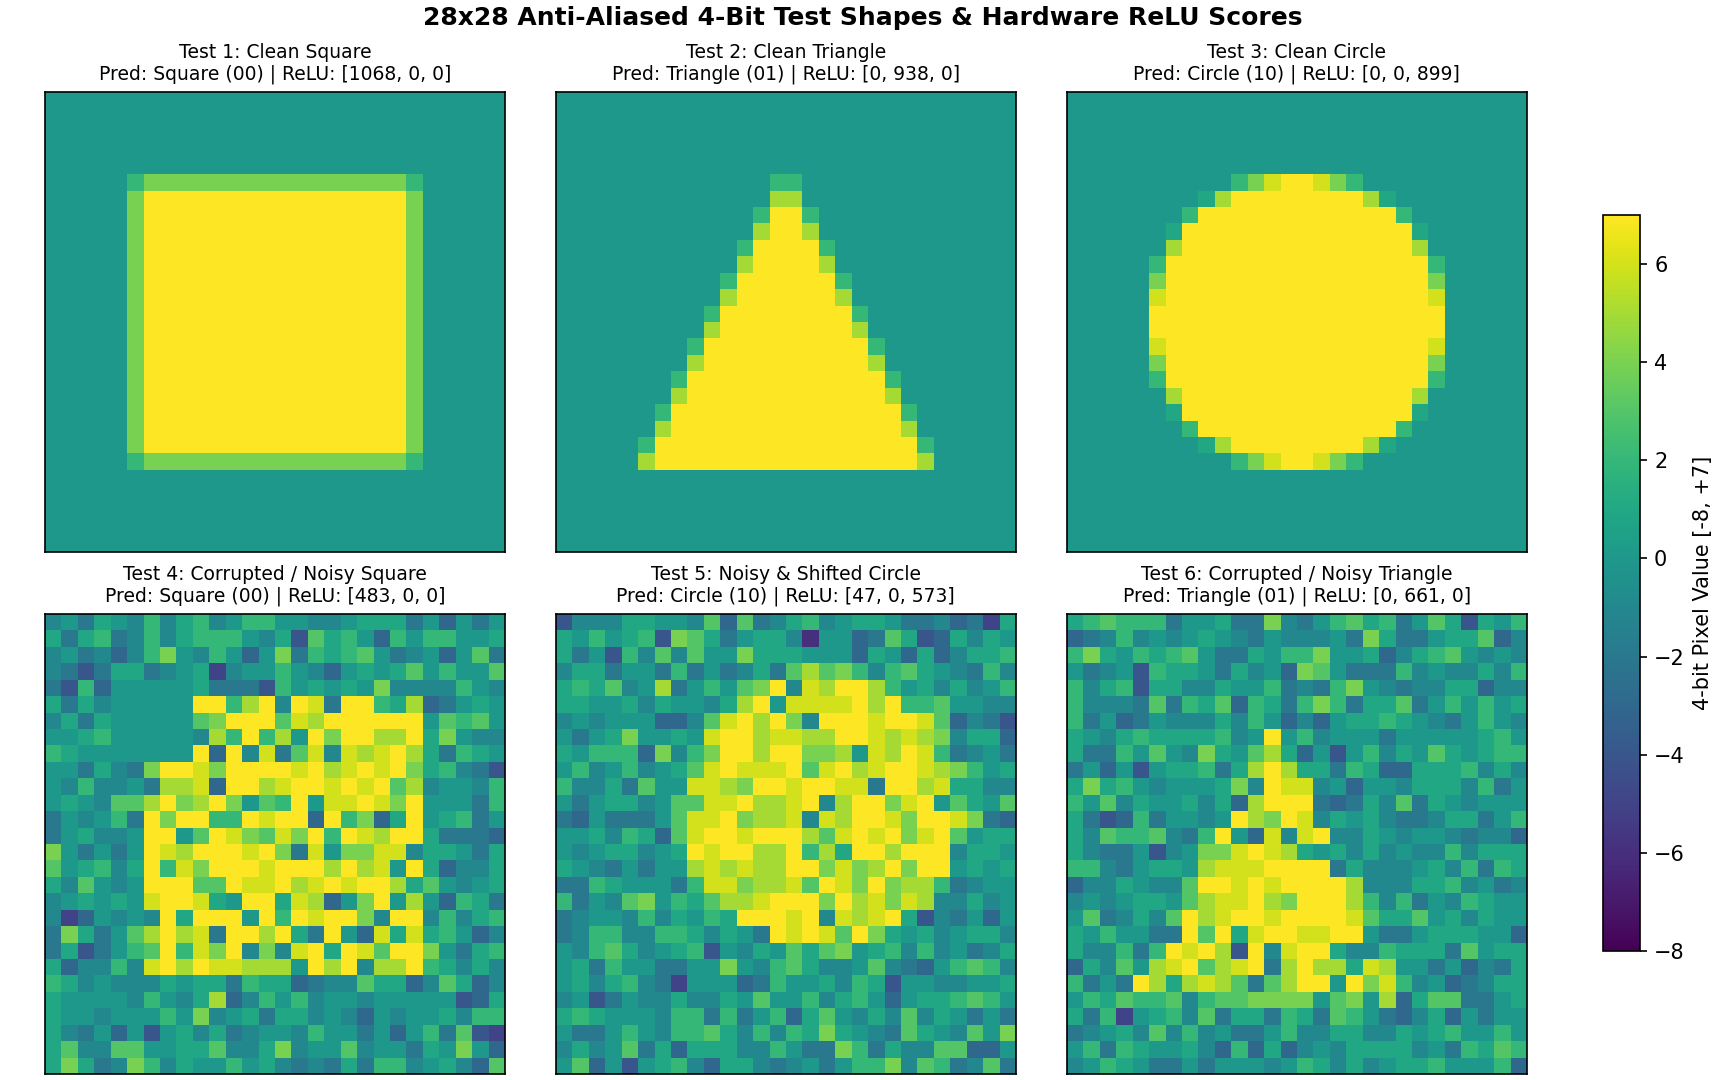 28x28 Anti-Aliased 4-Bit Test Shapes & Hardware ReLU Scores
Test 1: Clean Square
Pred: Square (00) | ReLU: [1068, 0, 0]
Test 2: Clean Triangle
Pred: Triangle (01) | ReLU: [0, 938, 0]
Test 3: Clean Circle
Pred: Circle (10) | ReLU: [0, 0, 899]
Test 4: Corrupted / Noisy Square
Pred: Square (00) | ReLU: [483, 0, 0]
Test 5: Noisy & Shifted Circle
Pred: Circle (10) | ReLU: [47, 0, 573]
Test 6: Corrupted / Noisy Triangle
Pred: Triangle (01) | ReLU: [0, 661, 0]
6
4
2
0
−2
−4
−6
−8
4-bit Pixel Value [-8, +7]